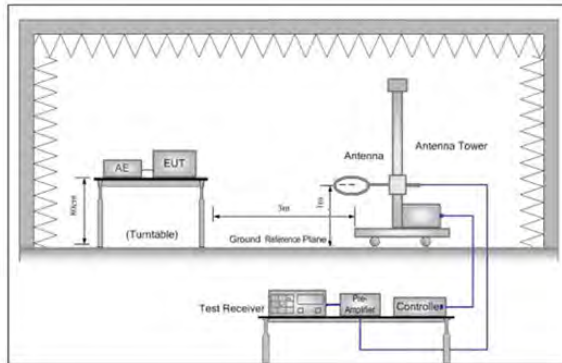 Antenna Tower
Antenna
EUT
AE
80cm
3m
1m
(Turntable)
Ground Reference Plane
Test Receiver
Pre-
Amplifier
Controller